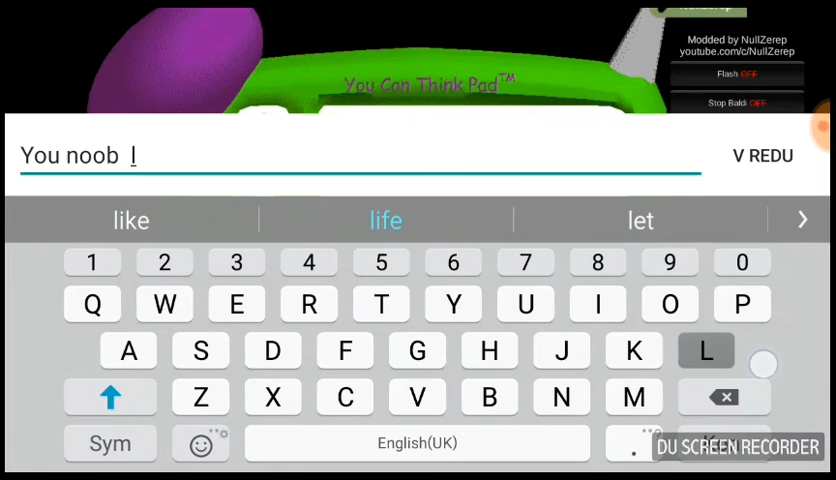 Modded by NullZerep
youtube.com/c/NullZerep
You Can Think Pad™
Flash OFF
Stop Baldi OFF
You noob l
V REDU
like life let >
1 2 3 4 5 6 7 8 9 0
Q W E R T Y U I O P
A S D F G H J K L
Z X C V B N M
Sym English(UK) .
DU SCREEN RECORDER